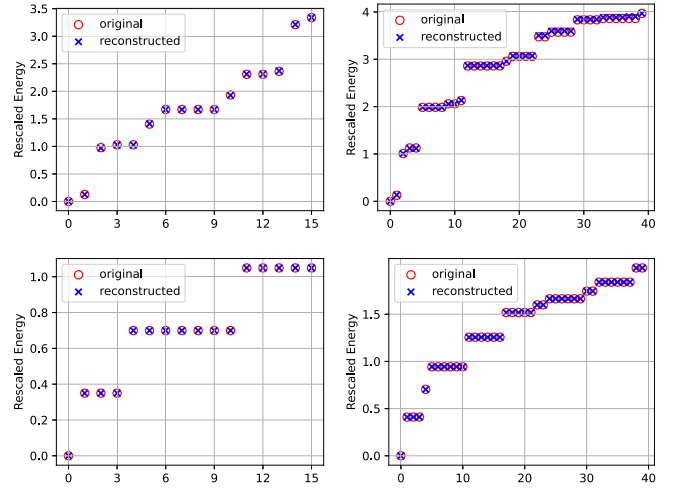 Rescaled Energy
3.5
3.0
2.5
2.0
1.5
1.0
0.5
0.0
original
reconstructed
0 3 6 9 12 15
Rescaled Energy
4
3
2
1
0
original
reconstructed
0 10 20 30 40
Rescaled Energy
1.0
0.8
0.6
0.4
0.2
0.0
original
reconstructed
0 3 6 9 12 15
Rescaled Energy
1.5
1.0
0.5
0.0
original
reconstructed
0 10 20 30 40